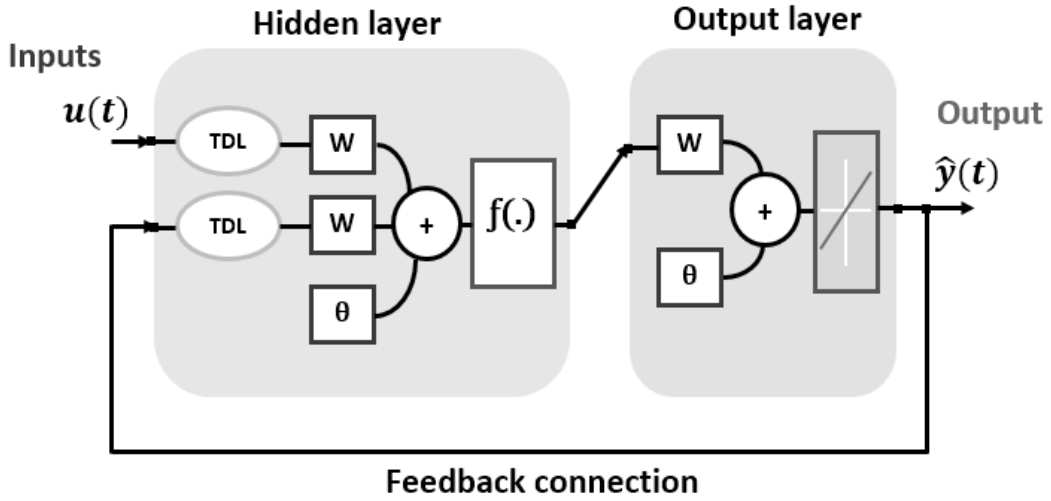 Hidden layer
Output layer
Inputs
u(t)
TDL
W
TDL
W
θ
+
f(.)
W
θ
+
Output
ŷ(t)
Feedback connection